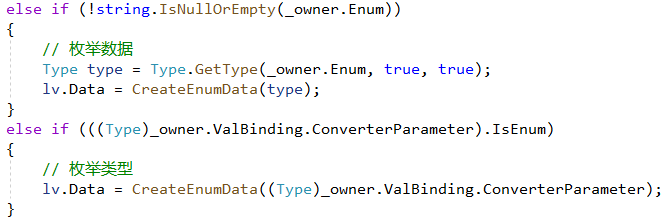 else if (!string.IsNullOrEmpty(_owner.Enum))
{
    // 枚举数据
    Type type = Type.GetType(_owner.Enum, true, true);
    lv.Data = CreateEnumData(type);
}
else if (((Type)_owner.ValBinding.ConverterParameter).IsEnum)
{
    // 枚举类型
    lv.Data = CreateEnumData((Type)_owner.ValBinding.ConverterParameter);
}